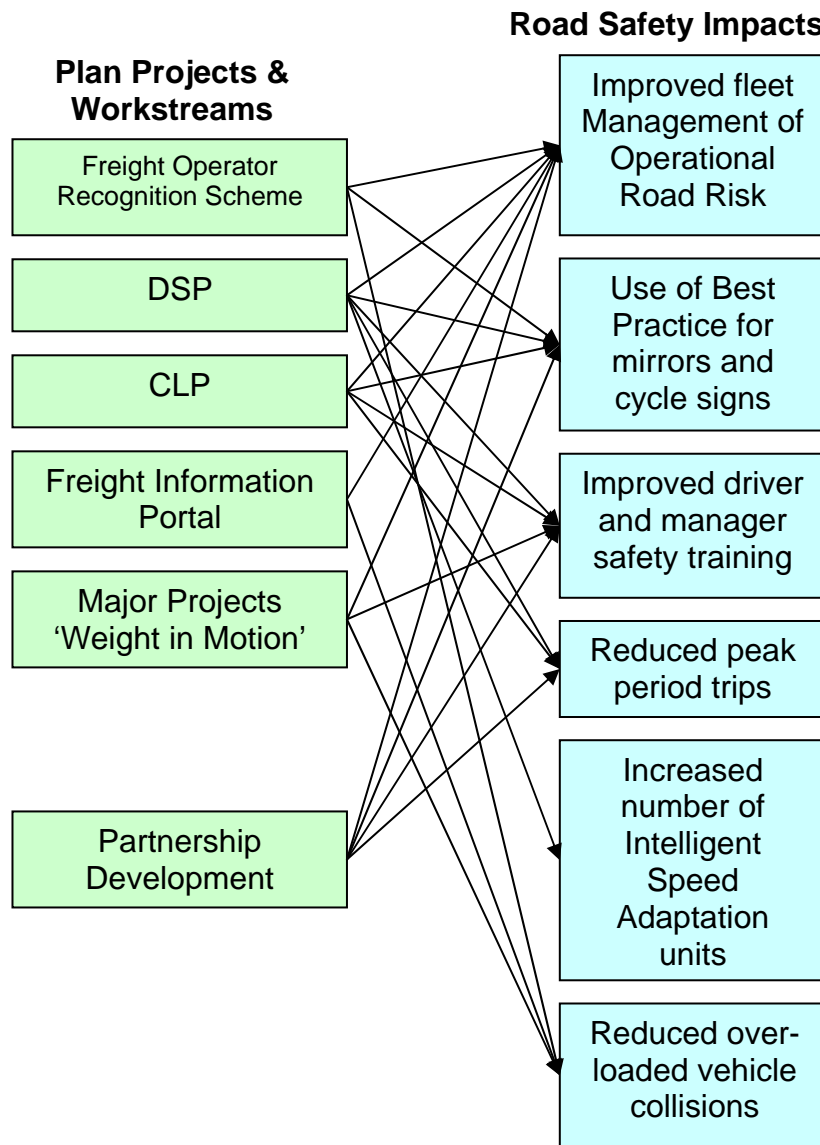 Road Safety Impacts
Plan Projects &
Workstreams
Freight Operator
Recognition Scheme
DSP
CLP
Freight Information
Portal
Major Projects
‘Weight in Motion’
Partnership
Development
Improved fleet
Management of
Operational
Road Risk
Use of Best
Practice for
mirrors and
cycle signs
Improved driver
and manager
safety training
Reduced peak
period trips
Increased
number of
Intelligent
Speed
Adaptation
units
Reduced over-
loaded vehicle
collisions